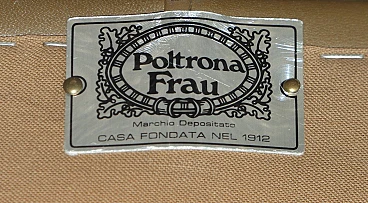 Poltrona
Frau
Marchio Depositato
CASA FONDATA NEL 1912